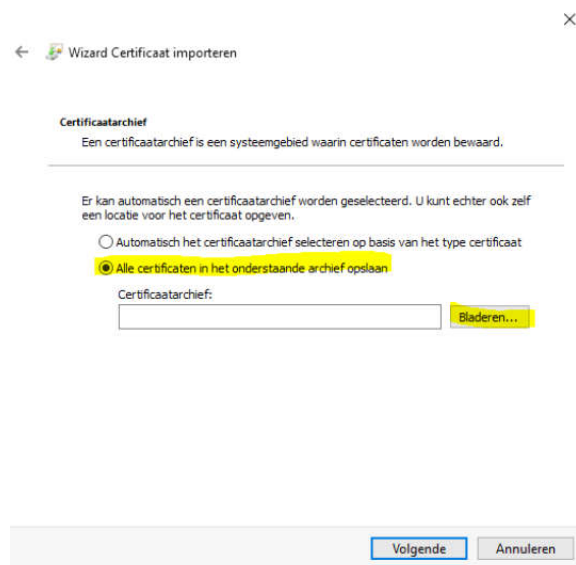 Wizard Certificaat importeren
Certificaatarchief
Een certificaatarchief is een systeemgebied waarin certificaten worden bewaard.
Er kan automatisch een certificaatarchief worden geselecteerd. U kunt echter ook zelf
een locatie voor het certificaat opgeven.
Automatisch het certificaatarchief selecteren op basis van het type certificaat
Alle certificaten in het onderstaande archief opslaan
Certificaatarchief:
Bladeren...
Volgende
Annuleren